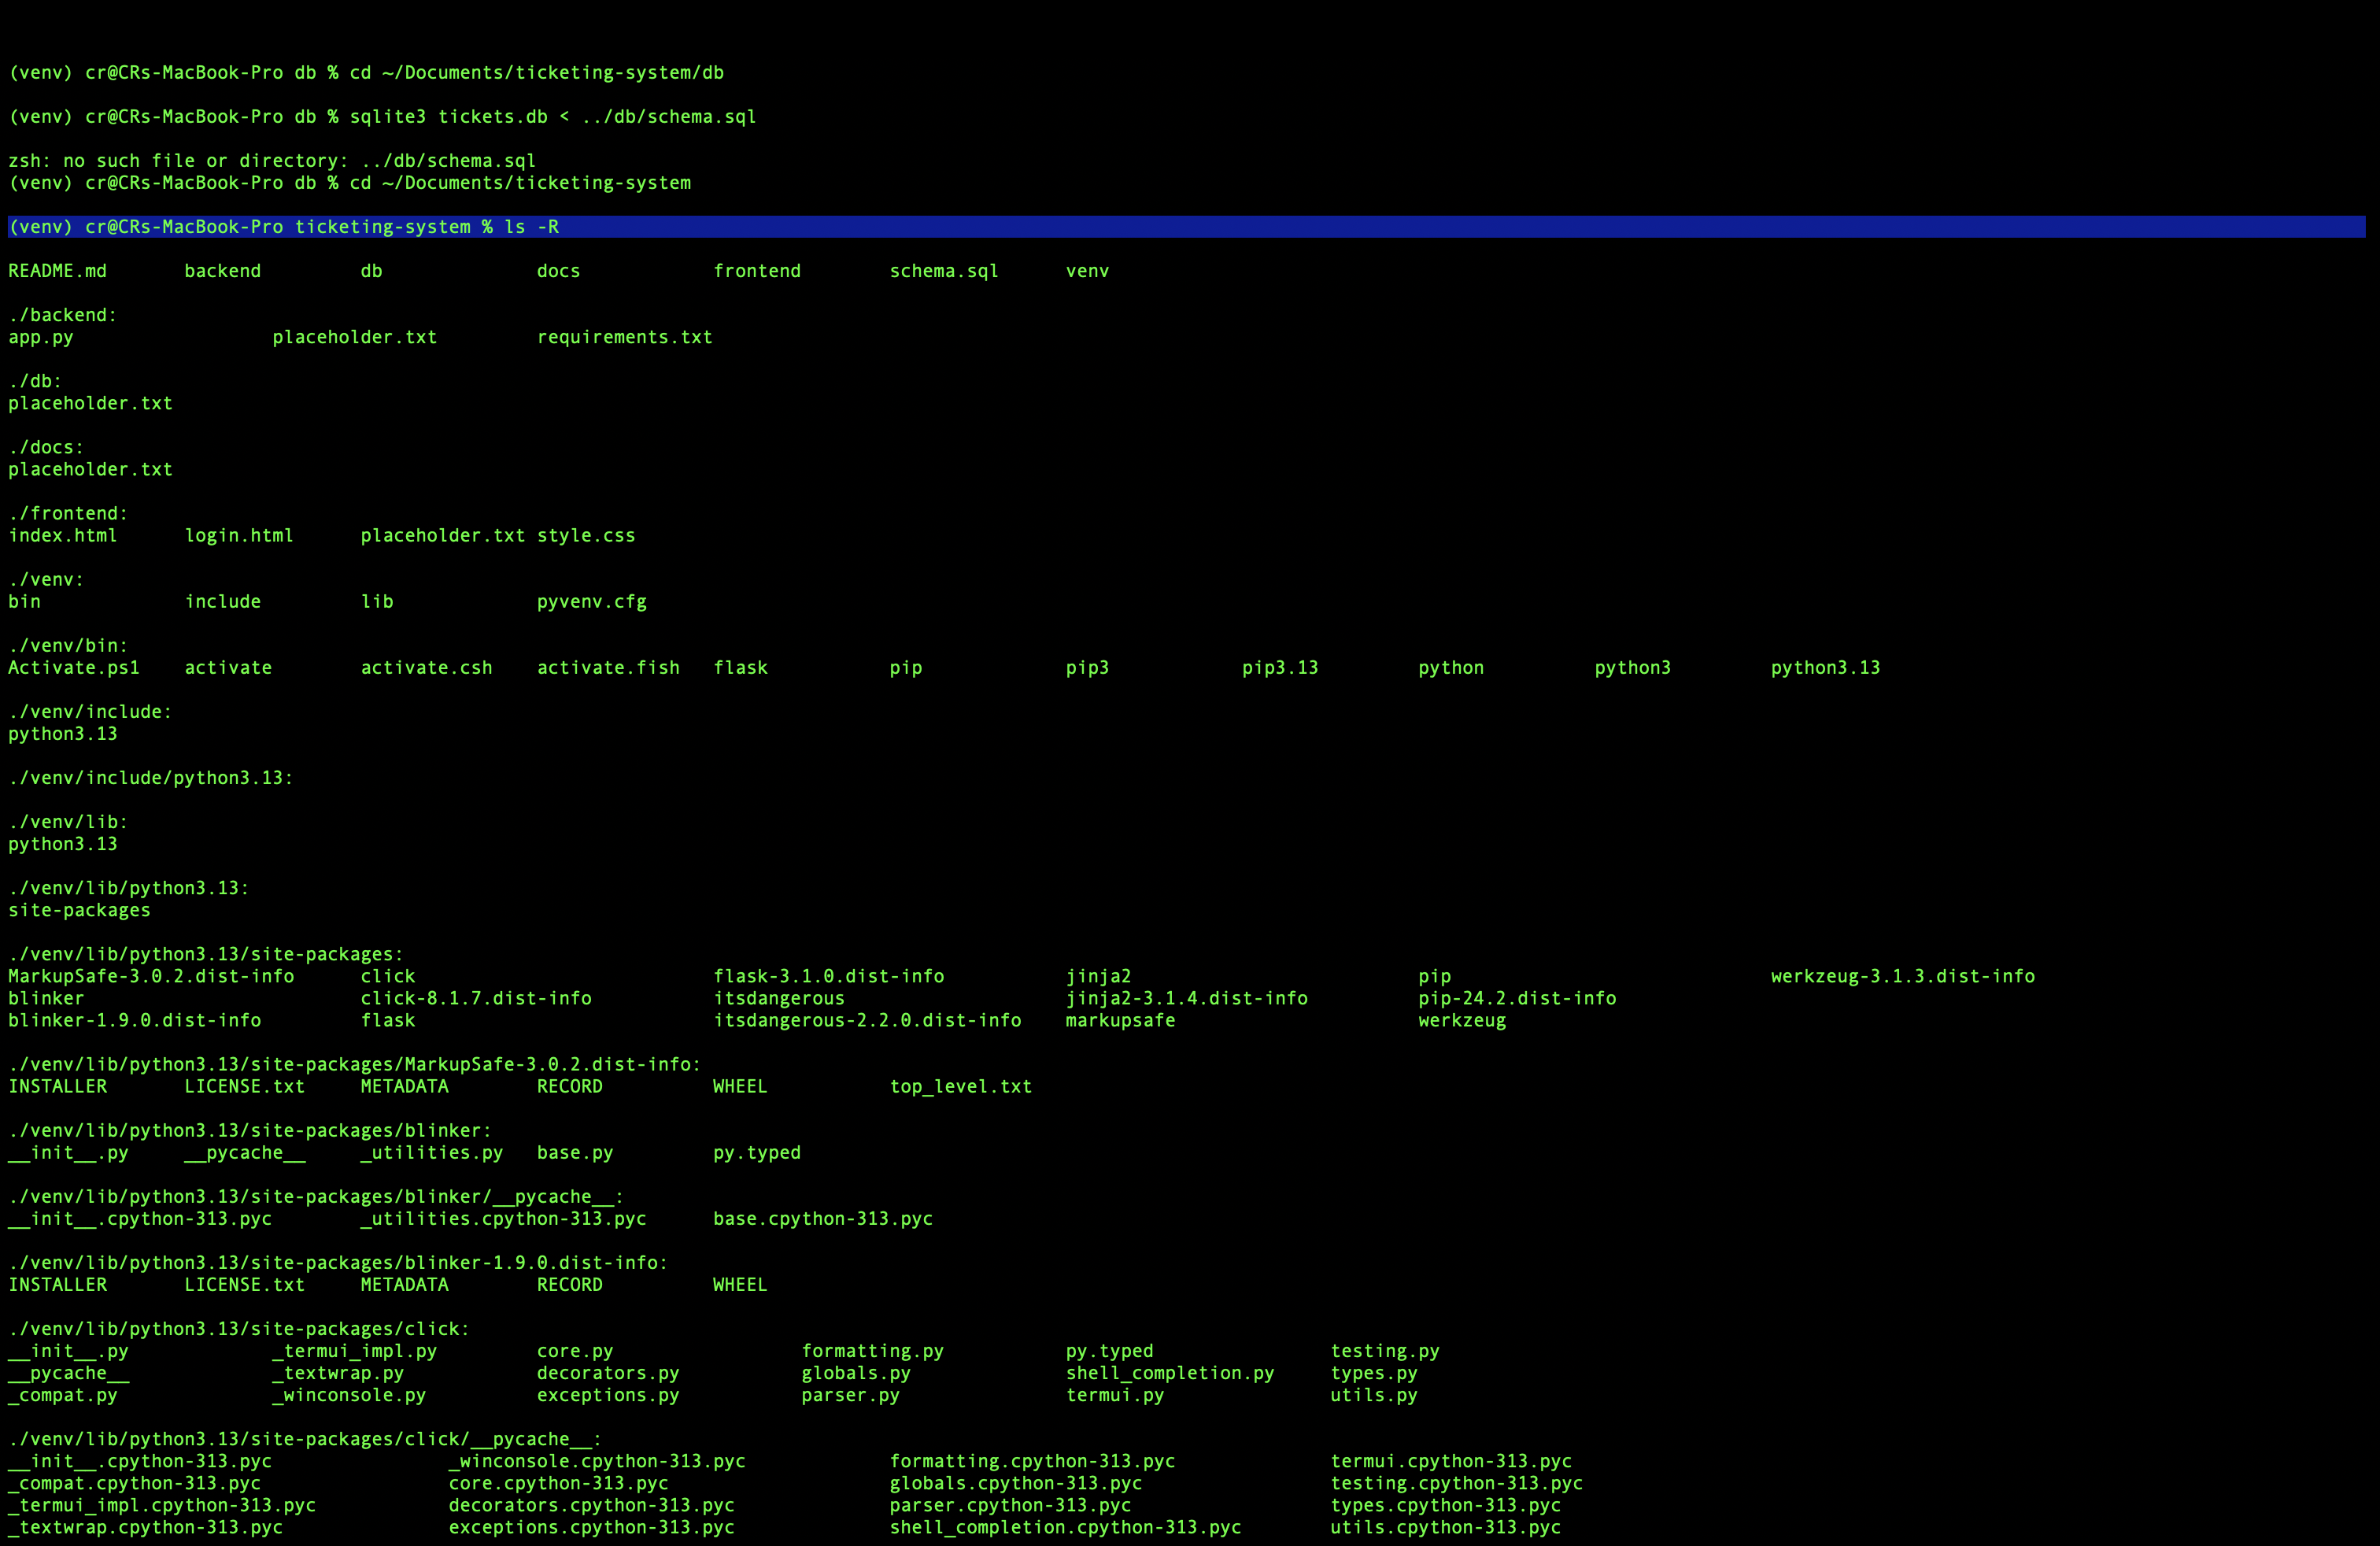 (venv) cr@CRs-MacBook-Pro db % cd ~/Documents/ticketing-system/db
(venv) cr@CRs-MacBook-Pro db % sqlite3 tickets.db < ../db/schema.sql
zsh: no such file or directory: ../db/schema.sql
(venv) cr@CRs-MacBook-Pro db % cd ~/Documents/ticketing-system
(venv) cr@CRs-MacBook-Pro ticketing-system % ls -R
README.md backend db docs frontend schema.sql venv
./backend:
app.py placeholder.txt requirements.txt
./db:
placeholder.txt
./docs:
placeholder.txt
./frontend:
index.html login.html placeholder.txt style.css
./venv:
bin include lib pyvenv.cfg
./venv/bin:
Activate.ps1 activate activate.csh activate.fish flask pip pip3 pip3.13 python python3 python3.13
./venv/include:
python3.13
./venv/include/python3.13:
./venv/lib:
python3.13
./venv/lib/python3.13:
site-packages
./venv/lib/python3.13/site-packages:
MarkupSafe-3.0.2.dist-info click flask-3.1.0.dist-info jinja2 pip werkzeug-3.1.3.dist-info
blinker click-8.1.7.dist-info itsdangerous jinja2-3.1.4.dist-info pip-24.2.dist-info
blinker-1.9.0.dist-info flask itsdangerous-2.2.0.dist-info markupsafe werkzeug
./venv/lib/python3.13/site-packages/MarkupSafe-3.0.2.dist-info:
INSTALLER LICENSE.txt METADATA RECORD WHEEL top_level.txt
./venv/lib/python3.13/site-packages/blinker:
__init__.py __pycache__ _utilities.py base.py py.typed
./venv/lib/python3.13/site-packages/blinker/__pycache__:
__init__.cpython-313.pyc _utilities.cpython-313.pyc base.cpython-313.pyc
./venv/lib/python3.13/site-packages/blinker-1.9.0.dist-info:
INSTALLER LICENSE.txt METADATA RECORD WHEEL
./venv/lib/python3.13/site-packages/click:
__init__.py _termui_impl.py core.py formatting.py py.typed testing.py
__pycache__ _textwrap.py decorators.py globals.py shell_completion.py types.py
_compat.py _winconsole.py exceptions.py parser.py termui.py utils.py
./venv/lib/python3.13/site-packages/click/__pycache__:
__init__.cpython-313.pyc _winconsole.cpython-313.pyc formatting.cpython-313.pyc termui.cpython-313.pyc
_compat.cpython-313.pyc core.cpython-313.pyc globals.cpython-313.pyc testing.cpython-313.pyc
_termui_impl.cpython-313.pyc decorators.cpython-313.pyc parser.cpython-313.pyc types.cpython-313.pyc
_textwrap.cpython-313.pyc exceptions.cpython-313.pyc shell_completion.cpython-313.pyc utils.cpython-313.pyc